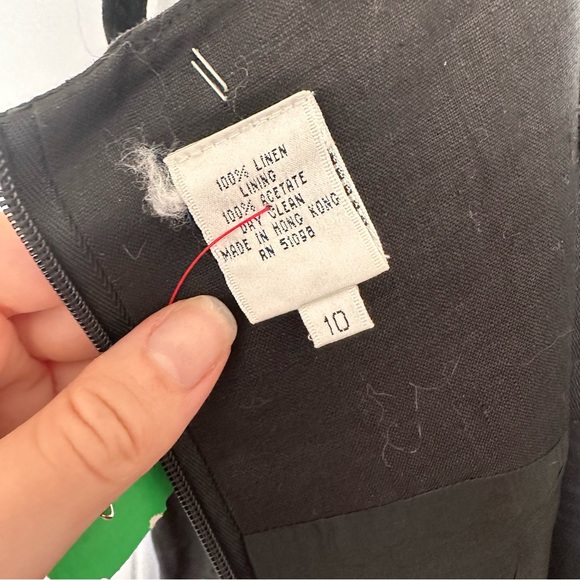 100% LINEN
LINING
100% ACETATE
DRY CLEAN
MADE IN HONG KONG
RN 51098
10